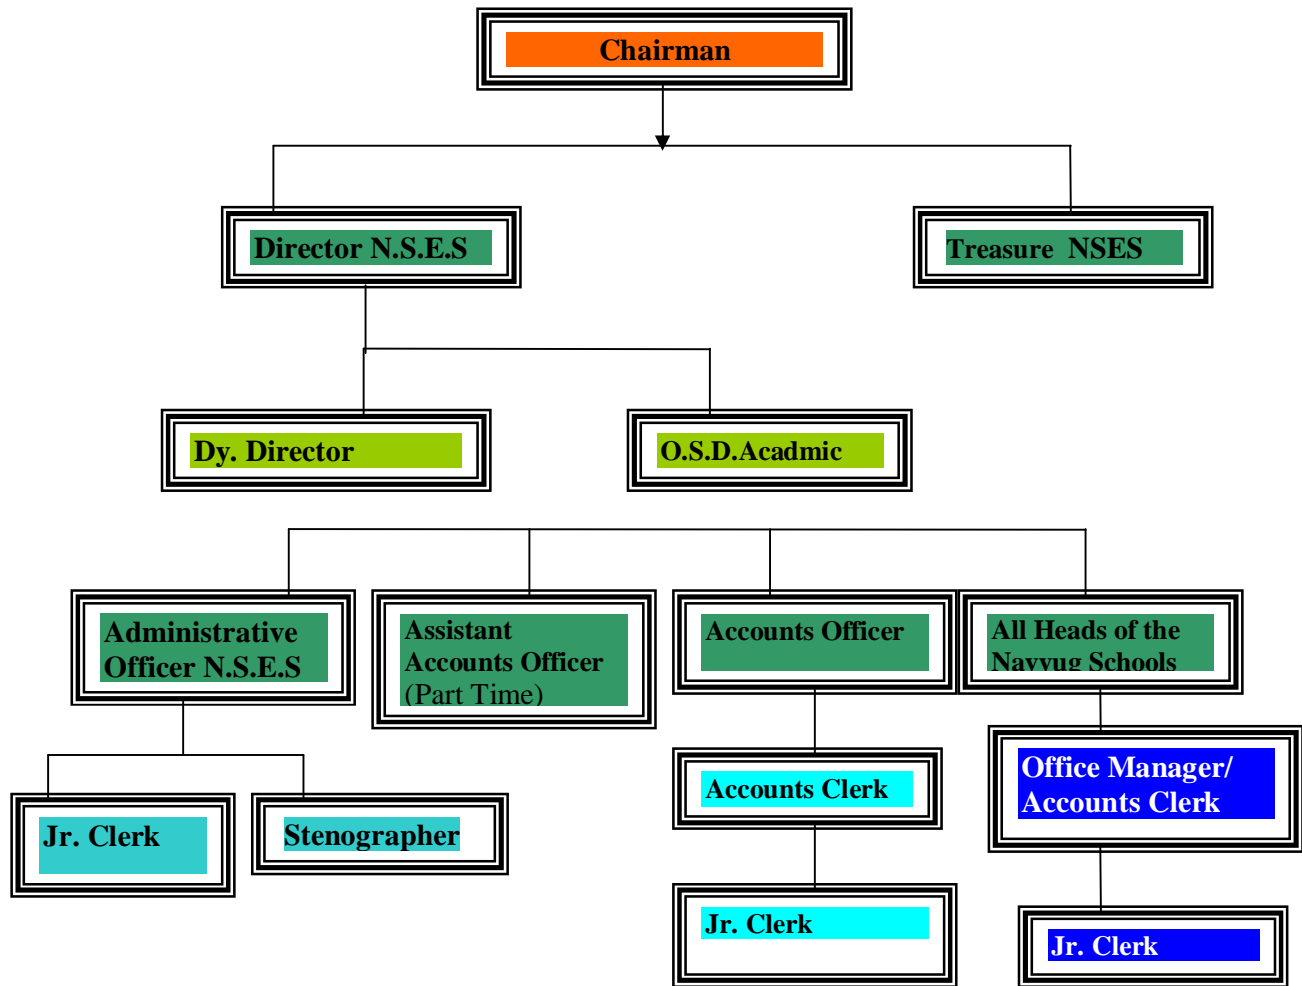 Chairman
Director N.S.E.S
Treasure NSES
Dy. Director
O.S.D.Acadmic
Administrative
Officer N.S.E.S
Assistant
Accounts Officer
(Part Time)
Accounts Officer
All Heads of the
Navyug Schools
Accounts Clerk
Office Manager/
Accounts Clerk
Jr. Clerk
Stenographer
Jr. Clerk
Jr. Clerk